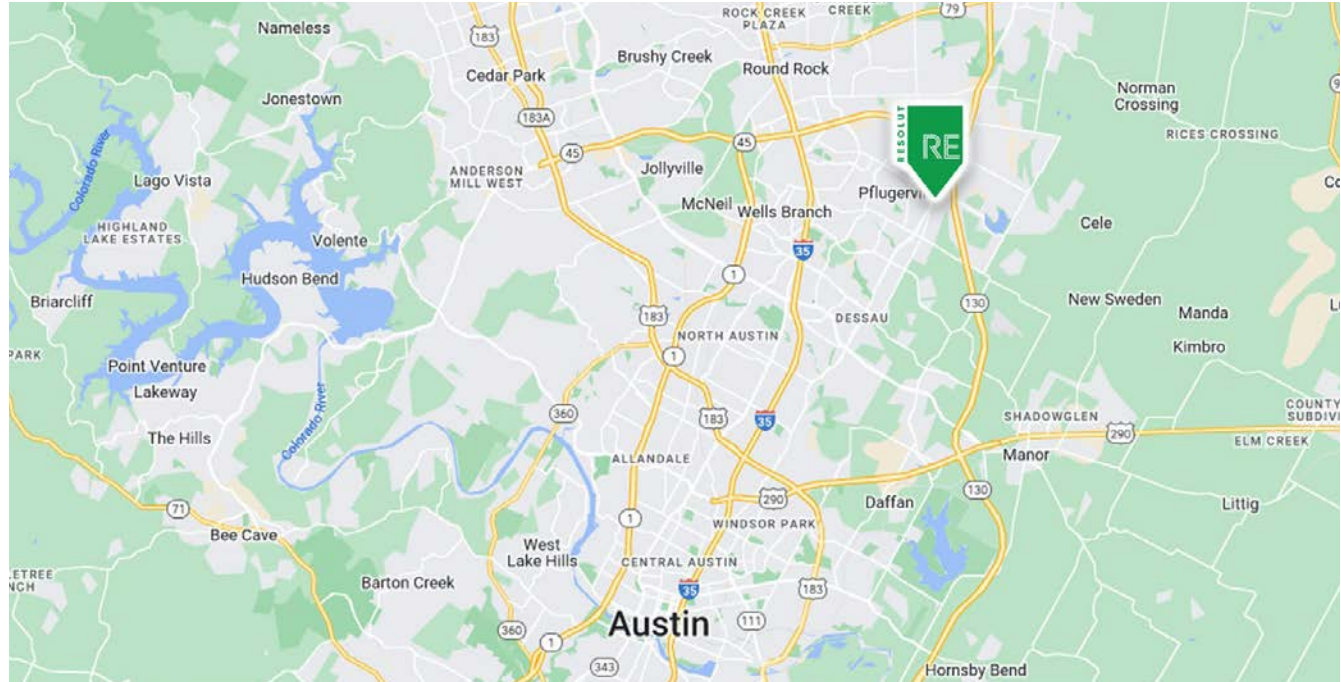 ROCK CREEK
PLAZA
CREEK
79
Nameless
183
Brushy Creek
Cedar Park
Round Rock
Norman
Crossing
Jonestown
183A
RICES CROSSING
RESOLUT
RE
45
45
Jollyville
ANDERSON
MILL WEST
Colorado River
Lago Vista
McNeil
Wells Branch
HIGHLAND
LAKE ESTATES
Cele
Volente
35
Hudson Bend
1
Briarcliff
130
New Sweden
Manda
183
DESSAU
NORTH AUSTIN
Kimbro
PARK
1
Point Venture
Lakeway
Colorado River
360
SHADOWGLEN
COUNTY
SUBDIVI
The Hills
183
35
290
ELM CREEK
ALLANDALE
Manor
130
290
Daffan
Littig
71
1
WINDSOR PARK
Bee Cave
West
Lake Hills
CENTRAL AUSTIN
Barton Creek
35
183
111
Austin
360
1
343
Hornsby Bend